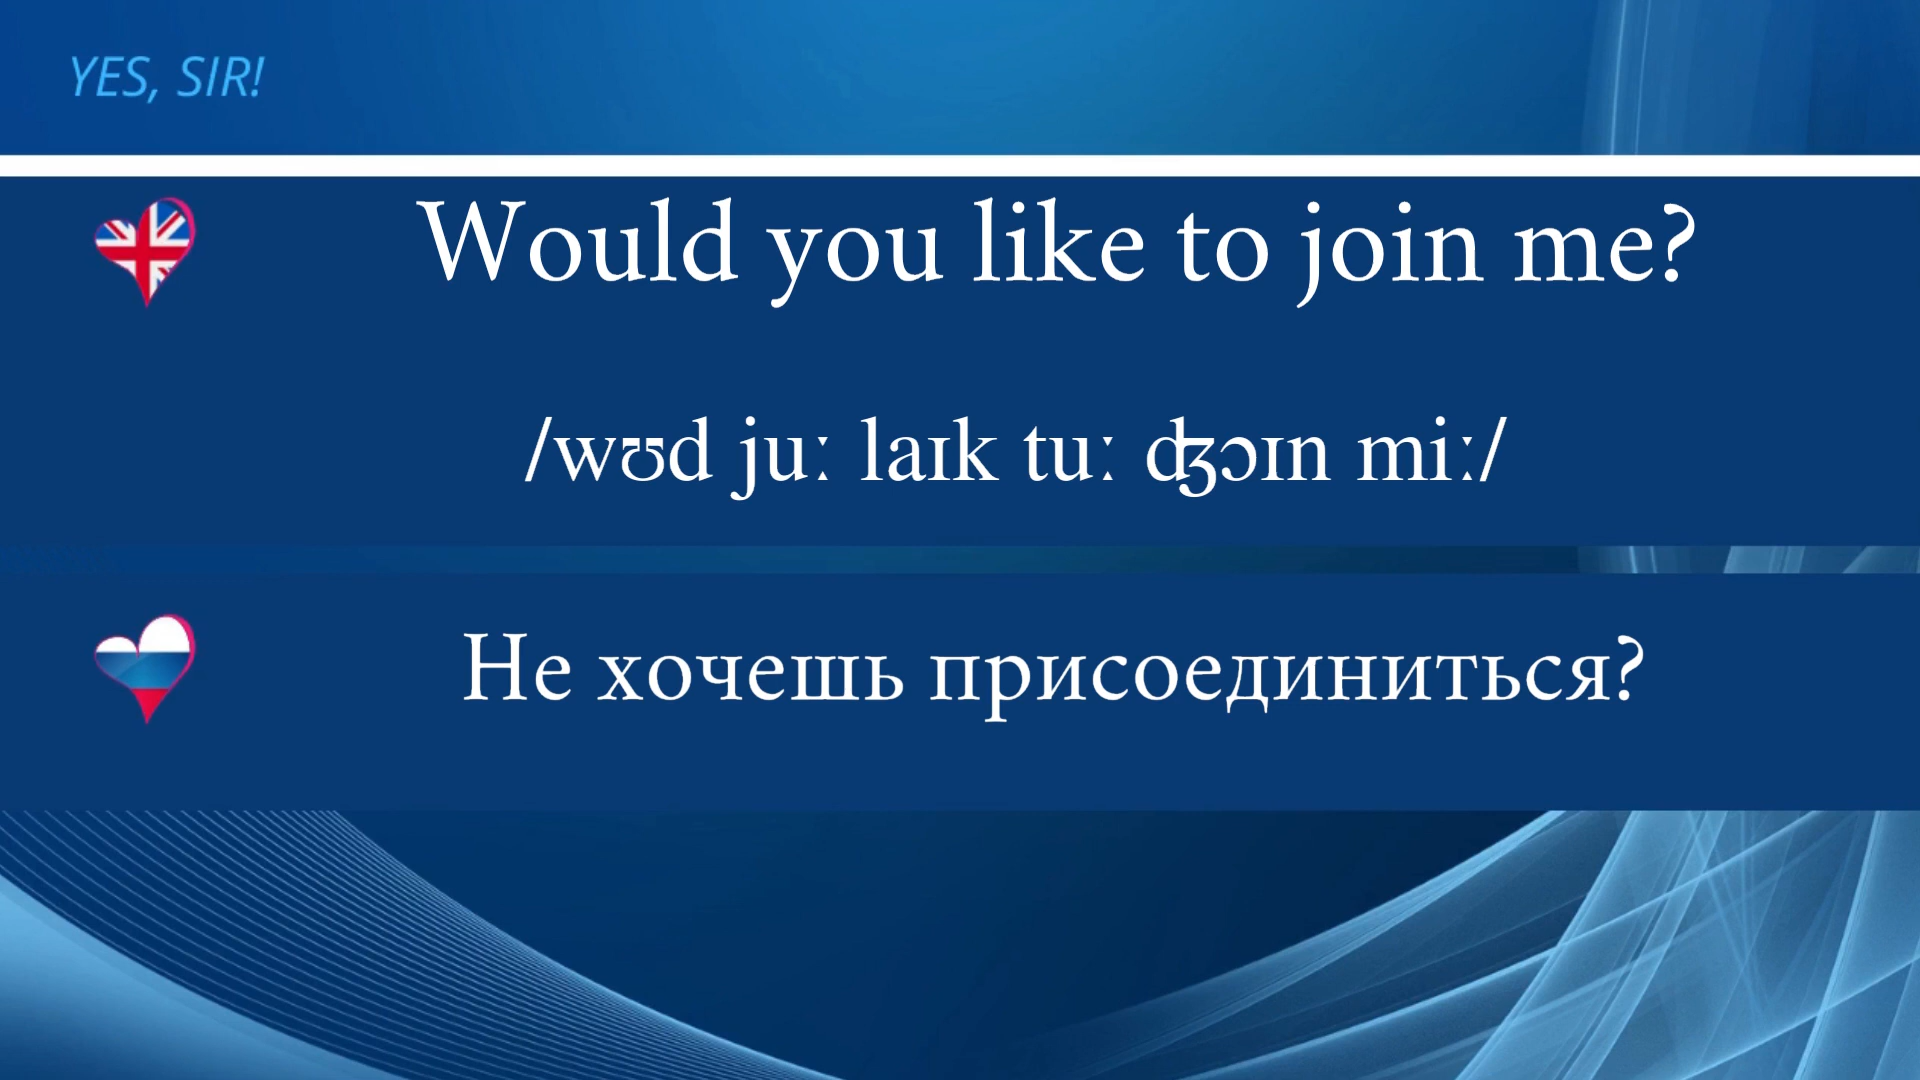 YES, SIR!
Would you like to join me?
/wʊd juː laɪk tuː ʤɔɪn miː/
Не хочешь присоединиться?